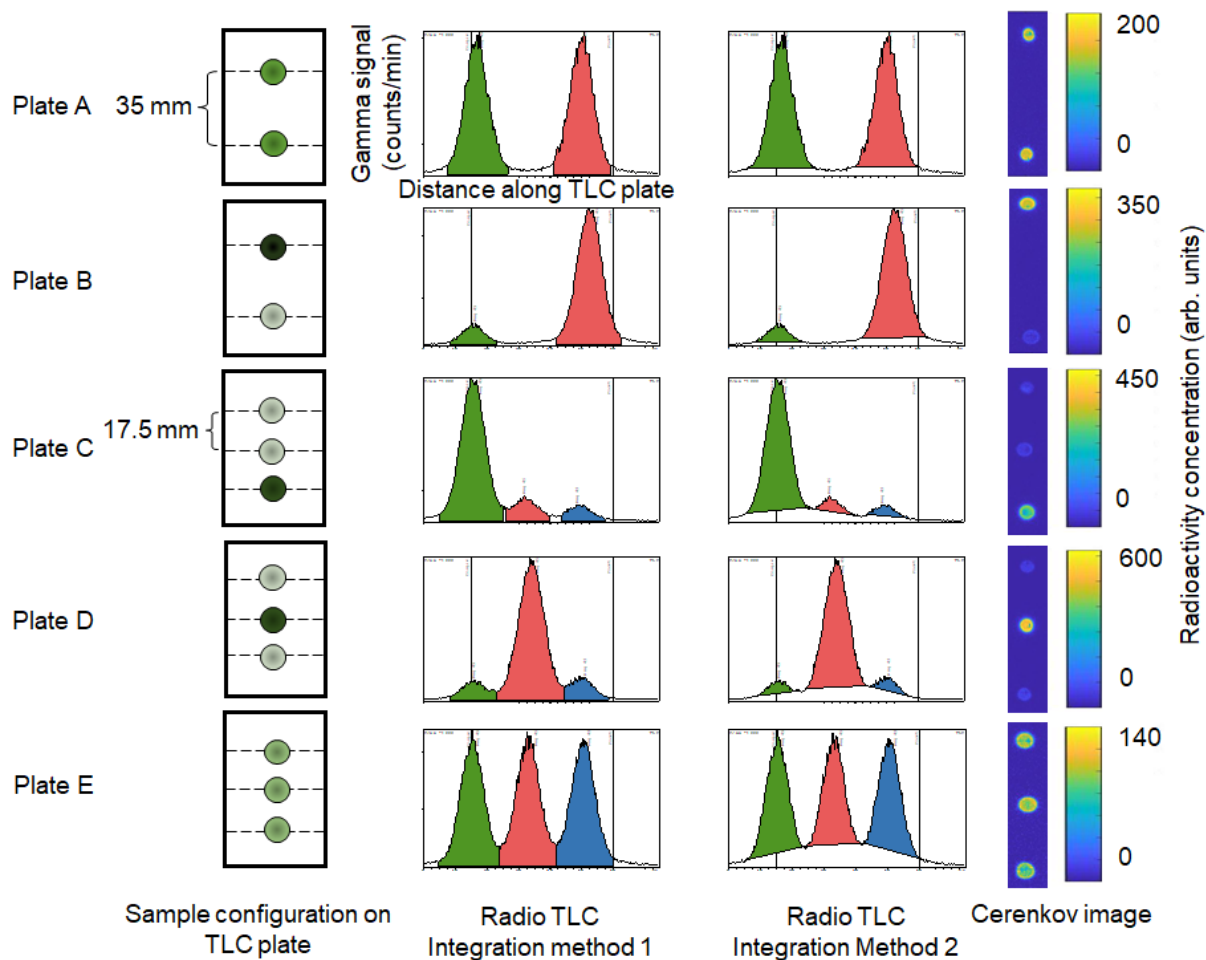 Plate A
35 mm
Gamma signal
(counts/min)
Distance along TLC plate
200
0
Plate B
350
0
Plate C
17.5 mm
450
0
Plate D
600
0
Plate E
140
0
Radioactivity concentration (arb. units)
Sample configuration on
TLC plate
Radio TLC
Integration method 1
Radio TLC
Integration Method 2
Cerenkov image